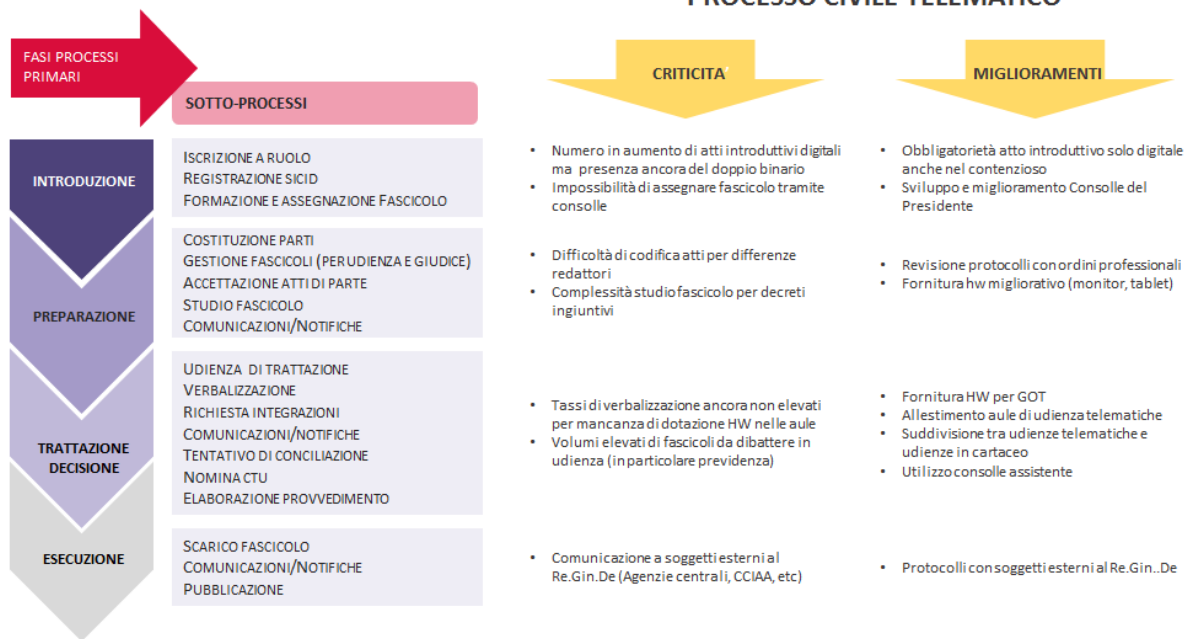 PROCESSO CIVILE TELEMATICO
FASI PROCESSI
PRIMARI
SOTTO-PROCESSI
CRITICITA'
MIGLIORAMENTI
INTRODUZIONE
ISCRIZIONE A RUOLO
REGISTRAZIONE SICID
FORMAZIONE E ASSEGNAZIONE FASCICOLO
• Numero in aumento di atti introduttivi digitali
ma presenza ancora del doppio binario
• Impossibilità di assegnare fascicolo tramite
consolle
• Obbligatorietà atto introduttivo solo digitale
anche nel contenzioso
• Sviluppo e miglioramento Consolle del
Presidente
PREPARAZIONE
COSTITUZIONE PARTI
GESTIONE FASCICOLI (PER UDIENZA E GIUDICE)
ACCETTAZIONE ATTI DI PARTE
STUDIO FASCICOLO
COMUNICAZIONI/NOTIFICHE
• Difficoltà di codifica atti per differenze
redattori
• Complessità studio fascicolo per decreti
ingiuntivi
• Revisione protocolli con ordini professionali
• Fornitura hw migliorativo (monitor, tablet)
TRATTAZIONE
DECISIONE
UDIENZA DI TRATTAZIONE
VERBALIZZAZIONE
RICHIESTA INTEGRAZIONI
COMUNICAZIONI/NOTIFICHE
TENTATIVO DI CONCILIAZIONE
NOMINA CTU
ELABORAZIONE PROVVEDIMENTO
• Tassi di verbalizzazione ancora non elevati
per mancanza di dotazione HW nelle aule
• Volumi elevati di fascicoli da dibattere in
udienza (in particolare previdenza)
• Fornitura HW per GOT
• Allestimento aule di udienza telematiche
• Suddivisione tra udienze telematiche e
udienze in cartaceo
• Utilizzo consolle assistente
ESECUZIONE
SCARICO FASCICOLO
COMUNICAZIONI/NOTIFICHE
PUBBLICAZIONE
• Comunicazione a soggetti esterni al
Re.Gin.De (Agenzie centrali, CCIAA, etc)
• Protocolli con soggetti esterni al Re.Gin..De